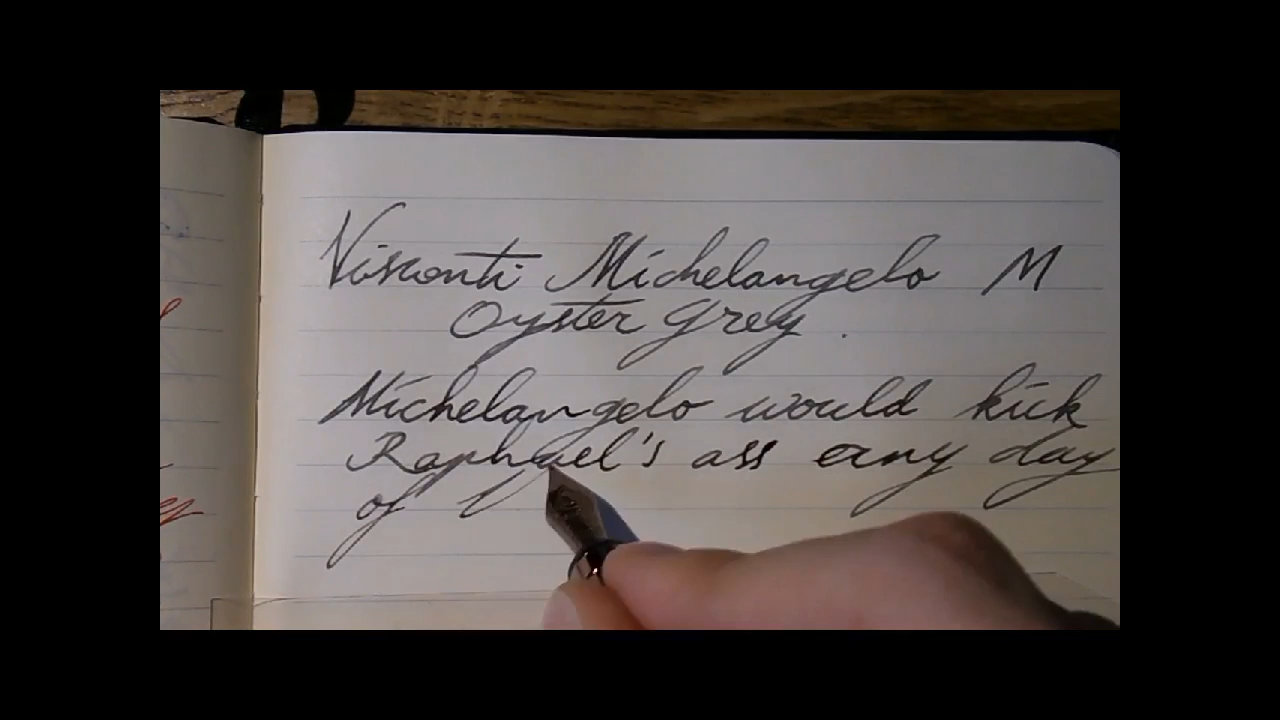 Visconti Michelangelo M
Oyster Grey.
Michelangelo would kick
Raphael's ass any day
of